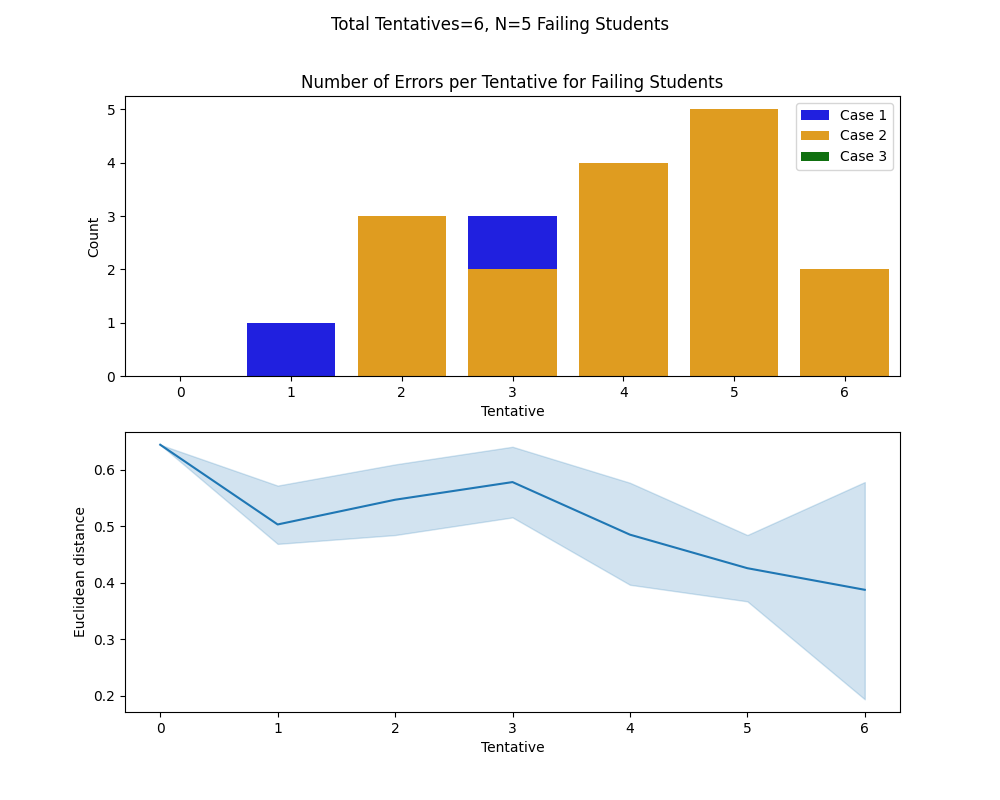 Total Tentatives=6, N=5 Failing Students
Number of Errors per Tentative for Failing Students
5
4
3
2
1
0
Count
Case 1
Case 2
Case 3
0 1 2 3 4 5 6
Tentative
0.6
0.5
0.4
0.3
0.2
Euclidean distance
0 1 2 3 4 5 6
Tentative